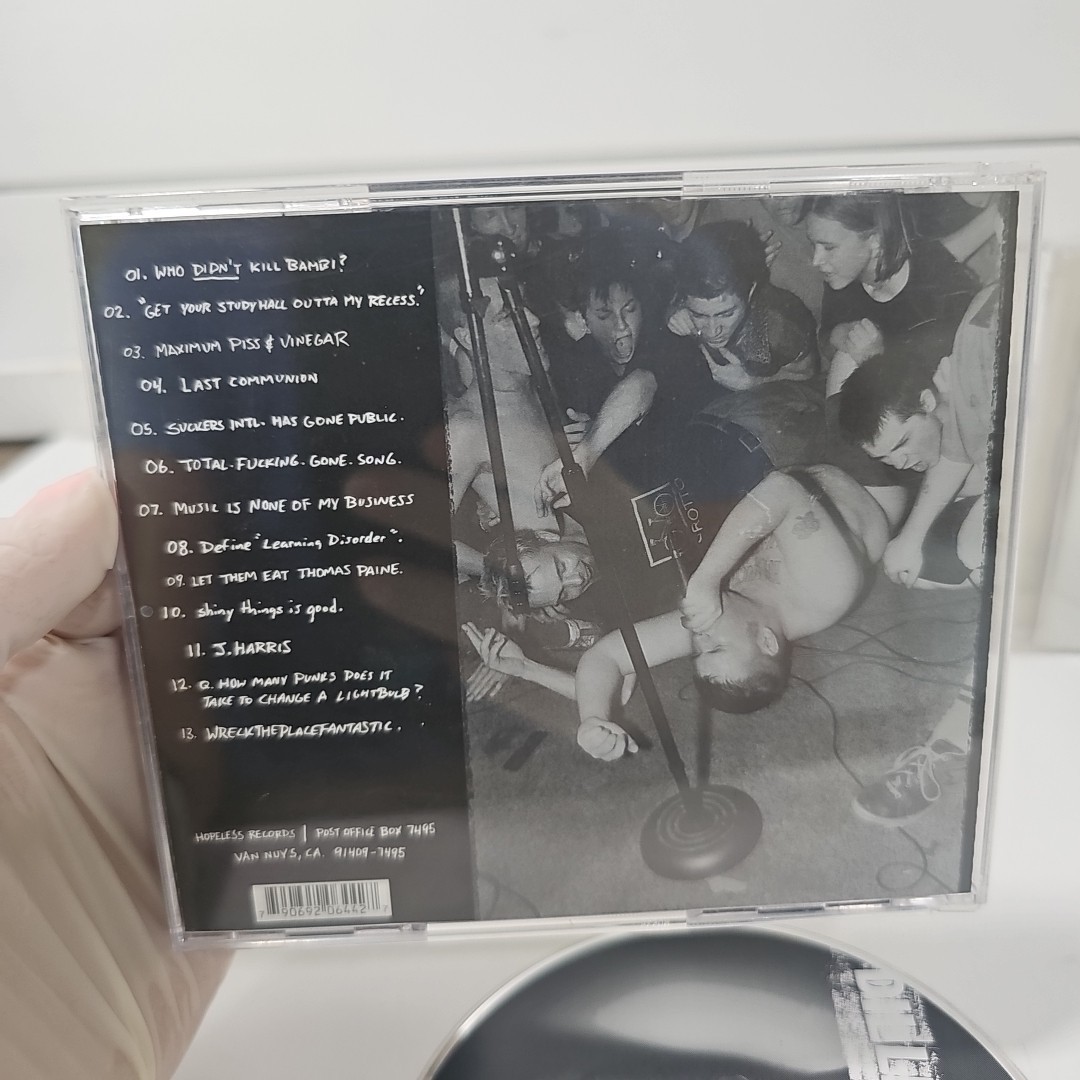 01. WHO DIDN'T KILL BAMBI?
02. "GET YOUR STUDYHALL OUTTA MY RECESS."
03. MAXIMUM PISS & VINEGAR
04. LAST COMMUNION
05. SUCKERS INTL. HAS GONE PUBLIC.
06. TOTAL.FUCKING.GONE.SONG.
07. MUSIC IS NONE OF MY BUSINESS
08. Define "Learning Disorder".
09. LET THEM EAT THOMAS PAINE.
10. shiny things is good.
11. J. HARRIS
12. Q. HOW MANY PUNKS DOES IT
TAKE TO CHANGE A LIGHTBULB?
13. WRECKTHEPLACEFANTASTIC.
HOPELESS RECORDS | POST OFFICE BOX 7495
VAN NUYS, CA. 91409-7495
7 90692 06442 7